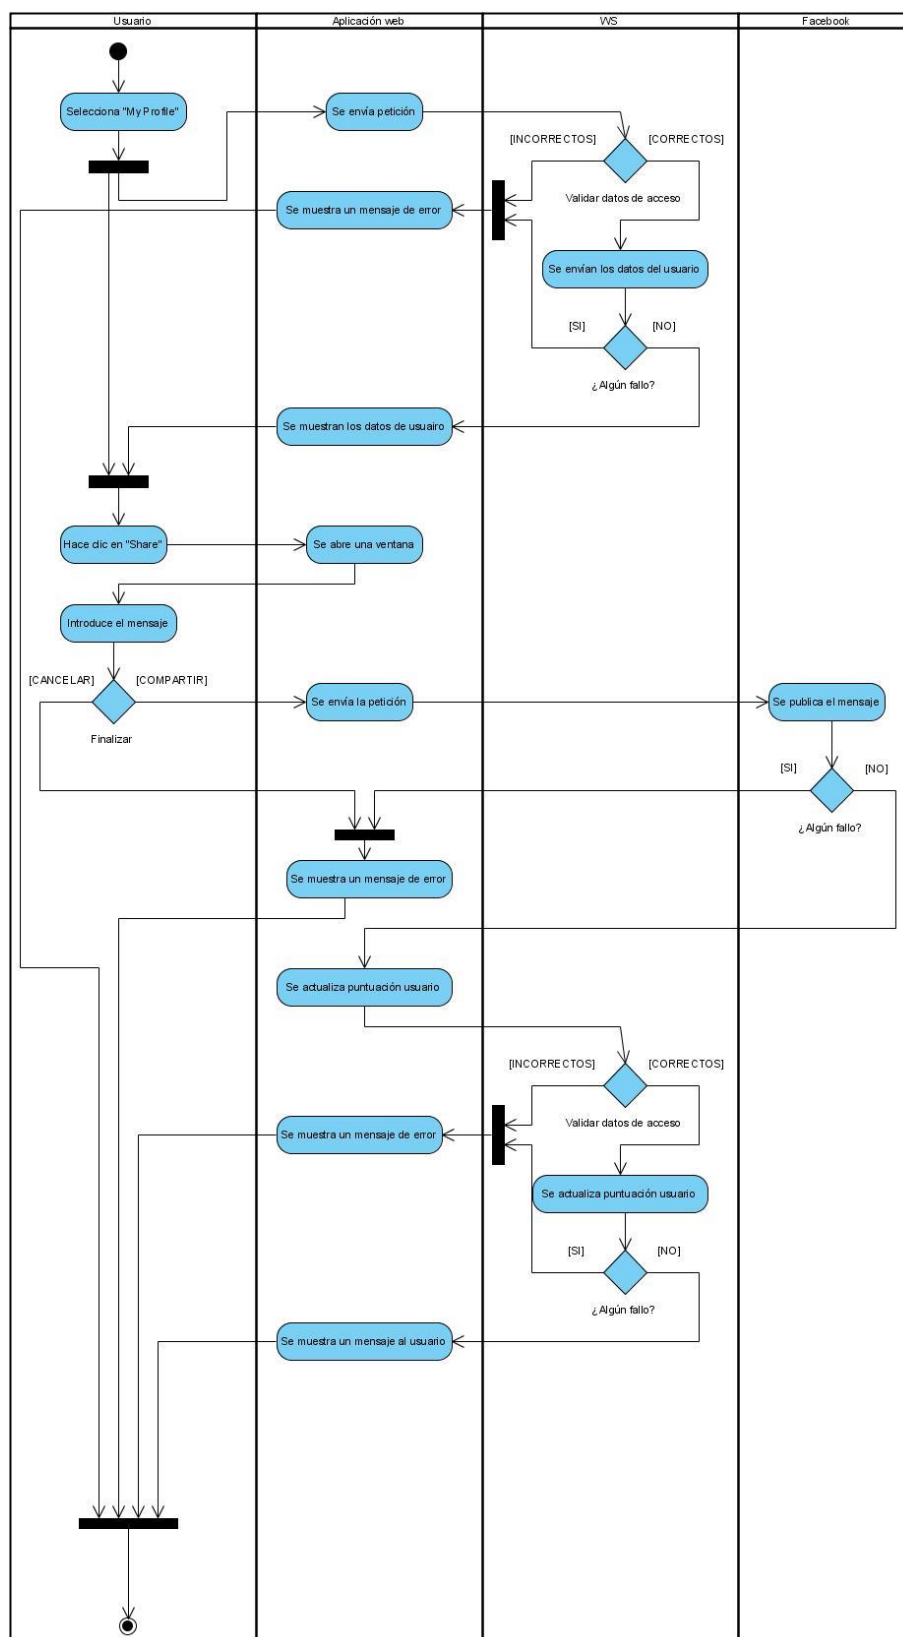 Usuario
Aplicación web
WS
Facebook
Selecciona "My Profile"
Se envía petición
[INCORRECTOS]
[CORRECTOS]
Validar datos de acceso
Se muestra un mensaje de error
Se envían los datos del usuario
[SI]
[NO]
¿Algún fallo?
Se muestran los datos de usuairo
Hace clic en "Share"
Se abre una ventana
Introduce el mensaje
[CANCELAR]
[COMPARTIR]
Finalizar
Se envía la petición
Se publica el mensaje
[SI]
[NO]
¿Algún fallo?
Se muestra un mensaje de error
Se actualiza puntuación usuario
[INCORRECTOS]
[CORRECTOS]
Validar datos de acceso
Se muestra un mensaje de error
Se actualiza puntuación usuario
[SI]
[NO]
¿Algún fallo?
Se muestra un mensaje al usuario